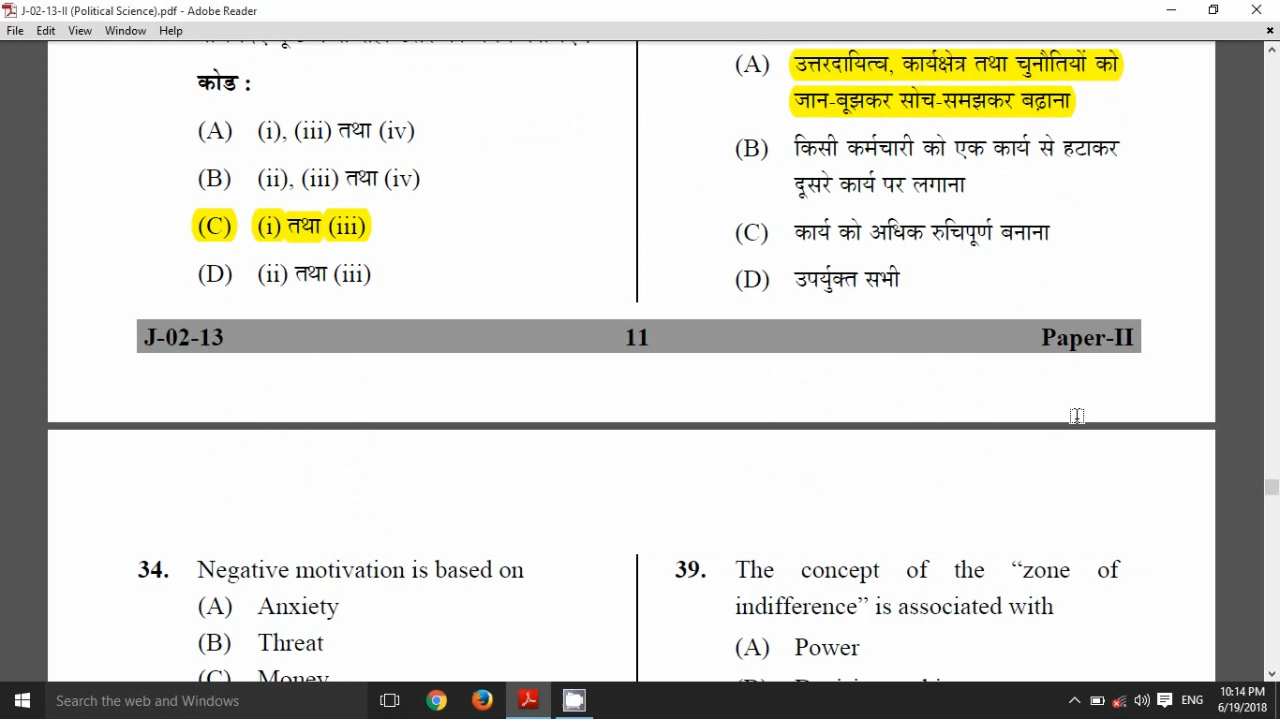 J-02-13-II (Political Science).pdf - Adobe Reader
File Edit View Window Help
कोड :
(A) (i), (iii) तथा (iv)
(B) (ii), (iii) तथा (iv)
(C) (i) तथा (iii)
(D) (ii) तथा (iii)
(A) उत्तरदायित्व, कार्यक्षेत्र तथा चुनौतियों को
जान-बूझकर सोच-समझकर बढ़ाना
(B) किसी कर्मचारी को एक कार्य से हटाकर
दूसरे कार्य पर लगाना
(C) कार्य को अधिक रुचिपूर्ण बनाना
(D) उपर्युक्त सभी
J-02-13 11 Paper-II
34. Negative motivation is based on
(A) Anxiety
(B) Threat
(C) Money
39. The concept of the “zone of
indifference” is associated with
(A) Power
Search the web and Windows
ENG
10:14 PM
6/19/2018